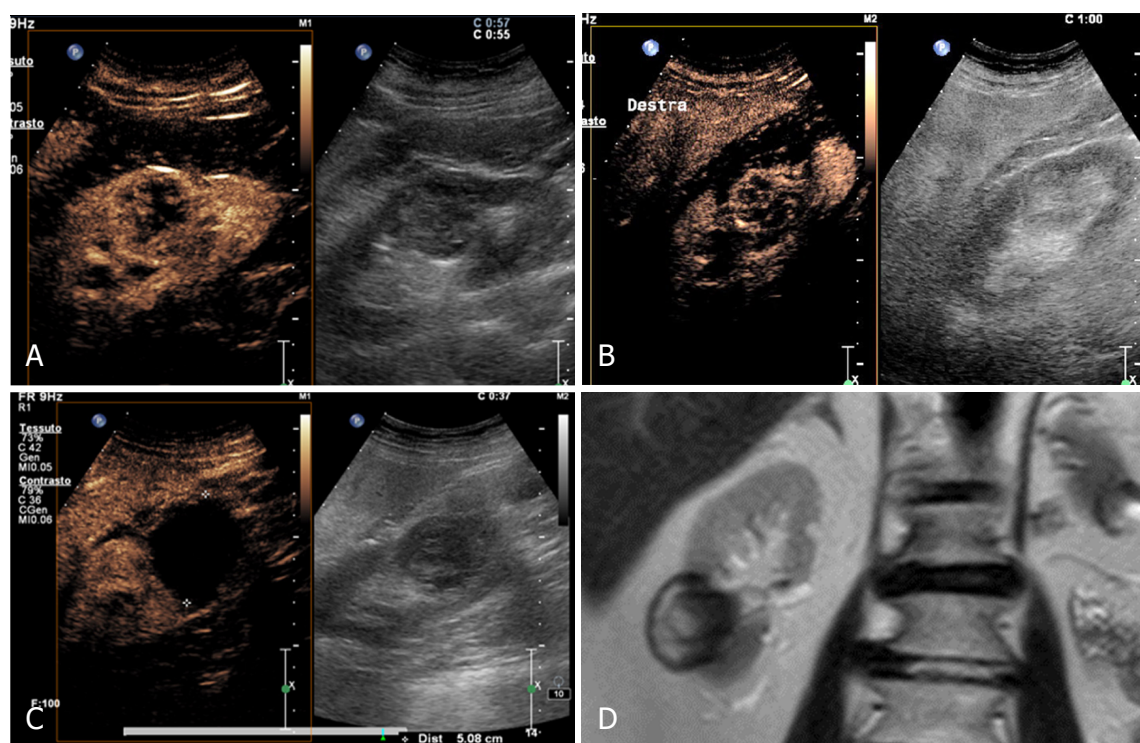 9Hz
M1
C 0:57
C 0:55
suto
05
trasto
06
P
P
X
X
A
Hz
M2
C 1:00
P
P
Destra
X
X
B
FR 9Hz
R1
M1
C 0:37
M2
P
P
Tessuto
73%
C 42
Gen
MI0.05
Contrasto
79%
C 36
CGen
MI0.06
X
X
10
F:100
14
Dist 5.08 cm
C
D